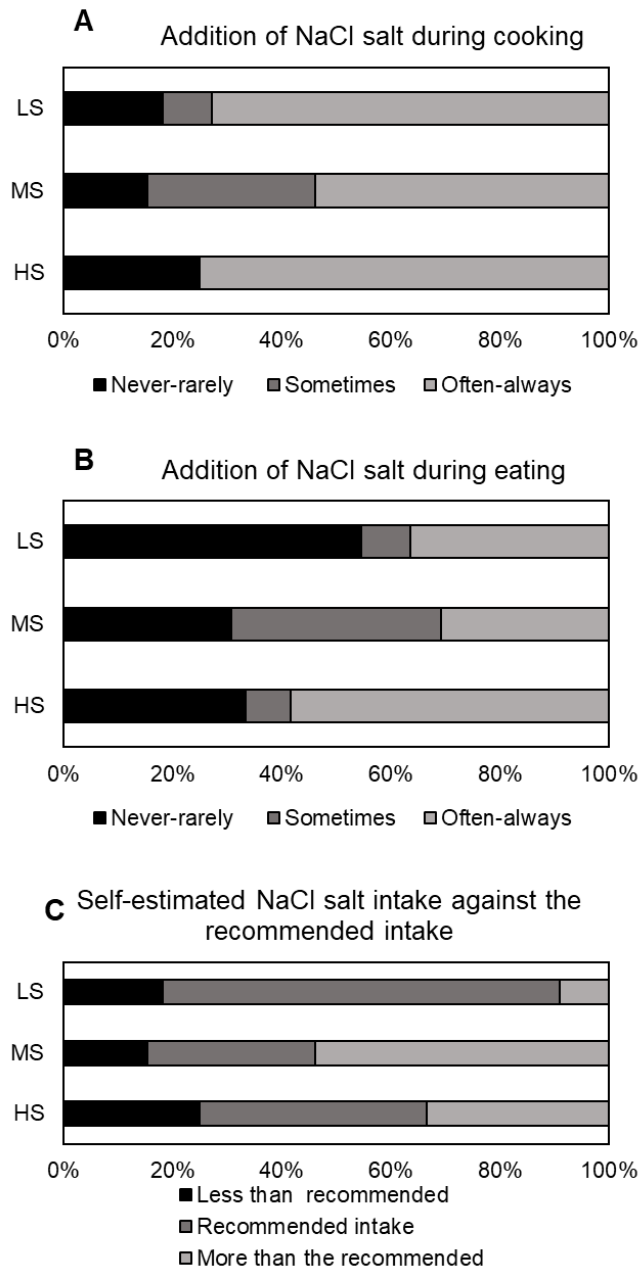 A
Addition of NaCl salt during cooking
LS
MS
HS
0% 20% 40% 60% 80% 100%
Never-rarely Sometimes Often-always
B
Addition of NaCl salt during eating
LS
MS
HS
0% 20% 40% 60% 80% 100%
Never-rarely Sometimes Often-always
C Self-estimated NaCl salt intake against the
recommended intake
LS
MS
HS
0% 20% 40% 60% 80% 100%
Less than recommended
Recommended intake
More than the recommended